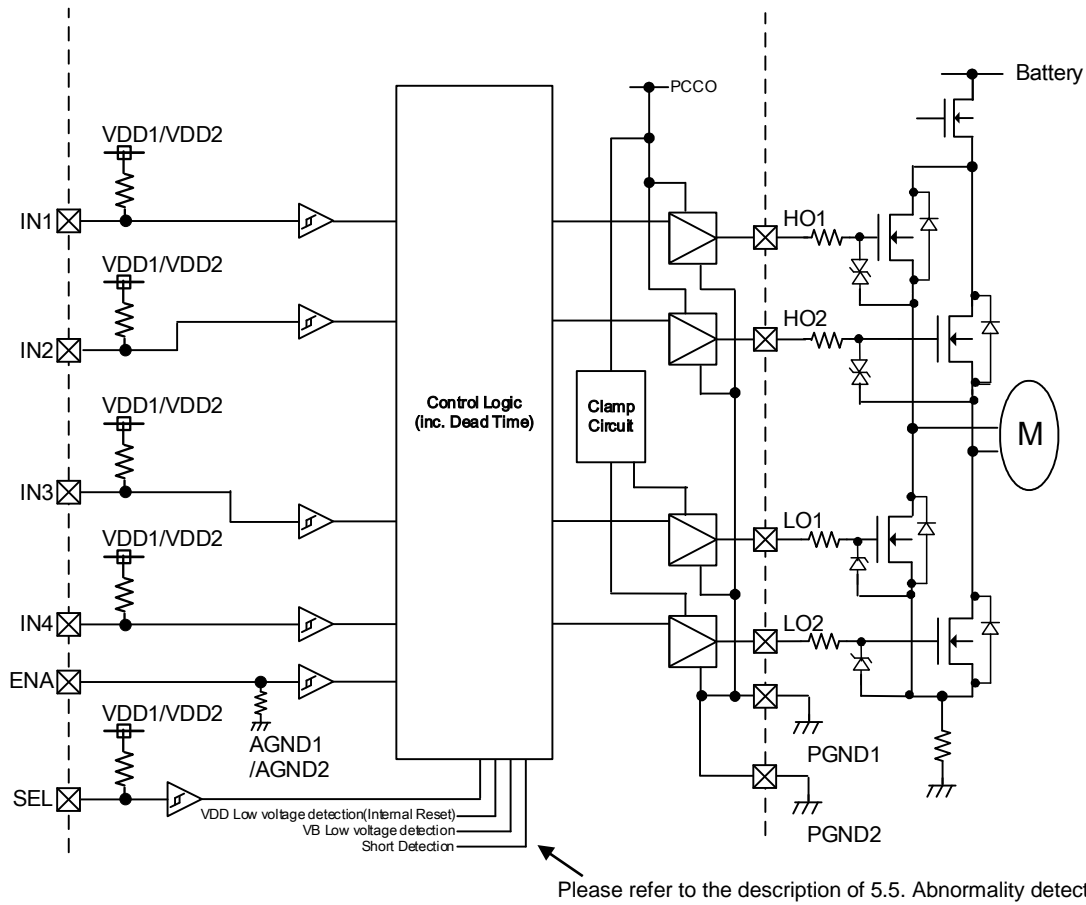 Battery
PCCO
VDD1/VDD2
IN1
HO1
VDD1/VDD2
IN2
HO2
VDD1/VDD2
Control Logic
(inc. Dead Time)
Clamp
Circuit
M
IN3
LO1
VDD1/VDD2
IN4
LO2
ENA
VDD1/VDD2
AGND1
/AGND2
PGND1
SEL
VDD Low voltage detection(Internal Reset)
VB Low voltage detection
Short Detection
PGND2
Please refer to the description of 5.5. Abnormality detect